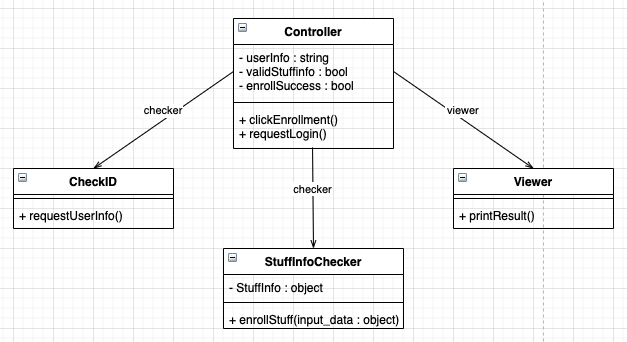 Controller
- userInfo : string
- validStuffinfo : bool
- enrollSuccess : bool
+ clickEnrollment()
+ requestLogin()
checker
viewer
checker
CheckID
+ requestUserInfo()
Viewer
+ printResult()
StuffInfoChecker
- StuffInfo : object
+ enrollStuff(input_data : object)